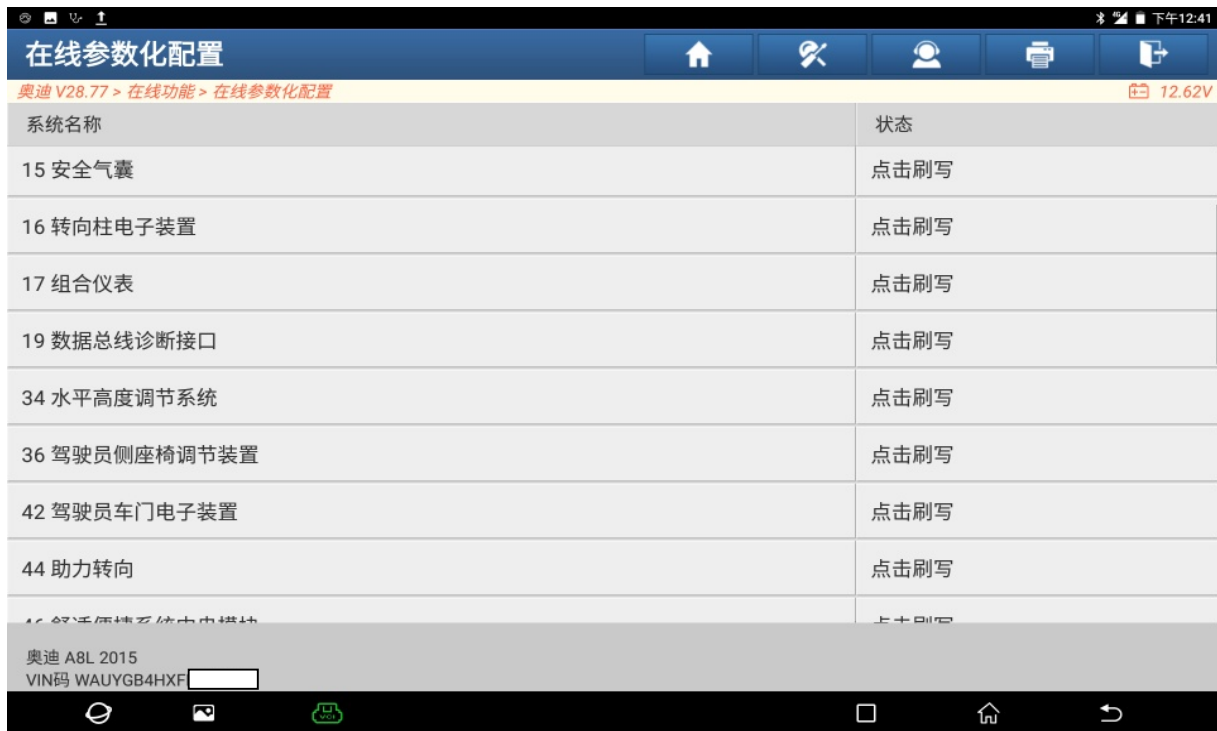 下午12:41
在线参数化配置
奥迪 V28.77 > 在线功能 > 在线参数化配置 12.62V
系统名称 状态
15 安全气囊 点击刷写
16 转向柱电子装置 点击刷写
17 组合仪表 点击刷写
19 数据总线诊断接口 点击刷写
34 水平高度调节系统 点击刷写
36 驾驶员侧座椅调节装置 点击刷写
42 驾驶员车门电子装置 点击刷写
44 助力转向 点击刷写
奥迪 A8L 2015
VIN码 WAUYGB4HXF
VCI